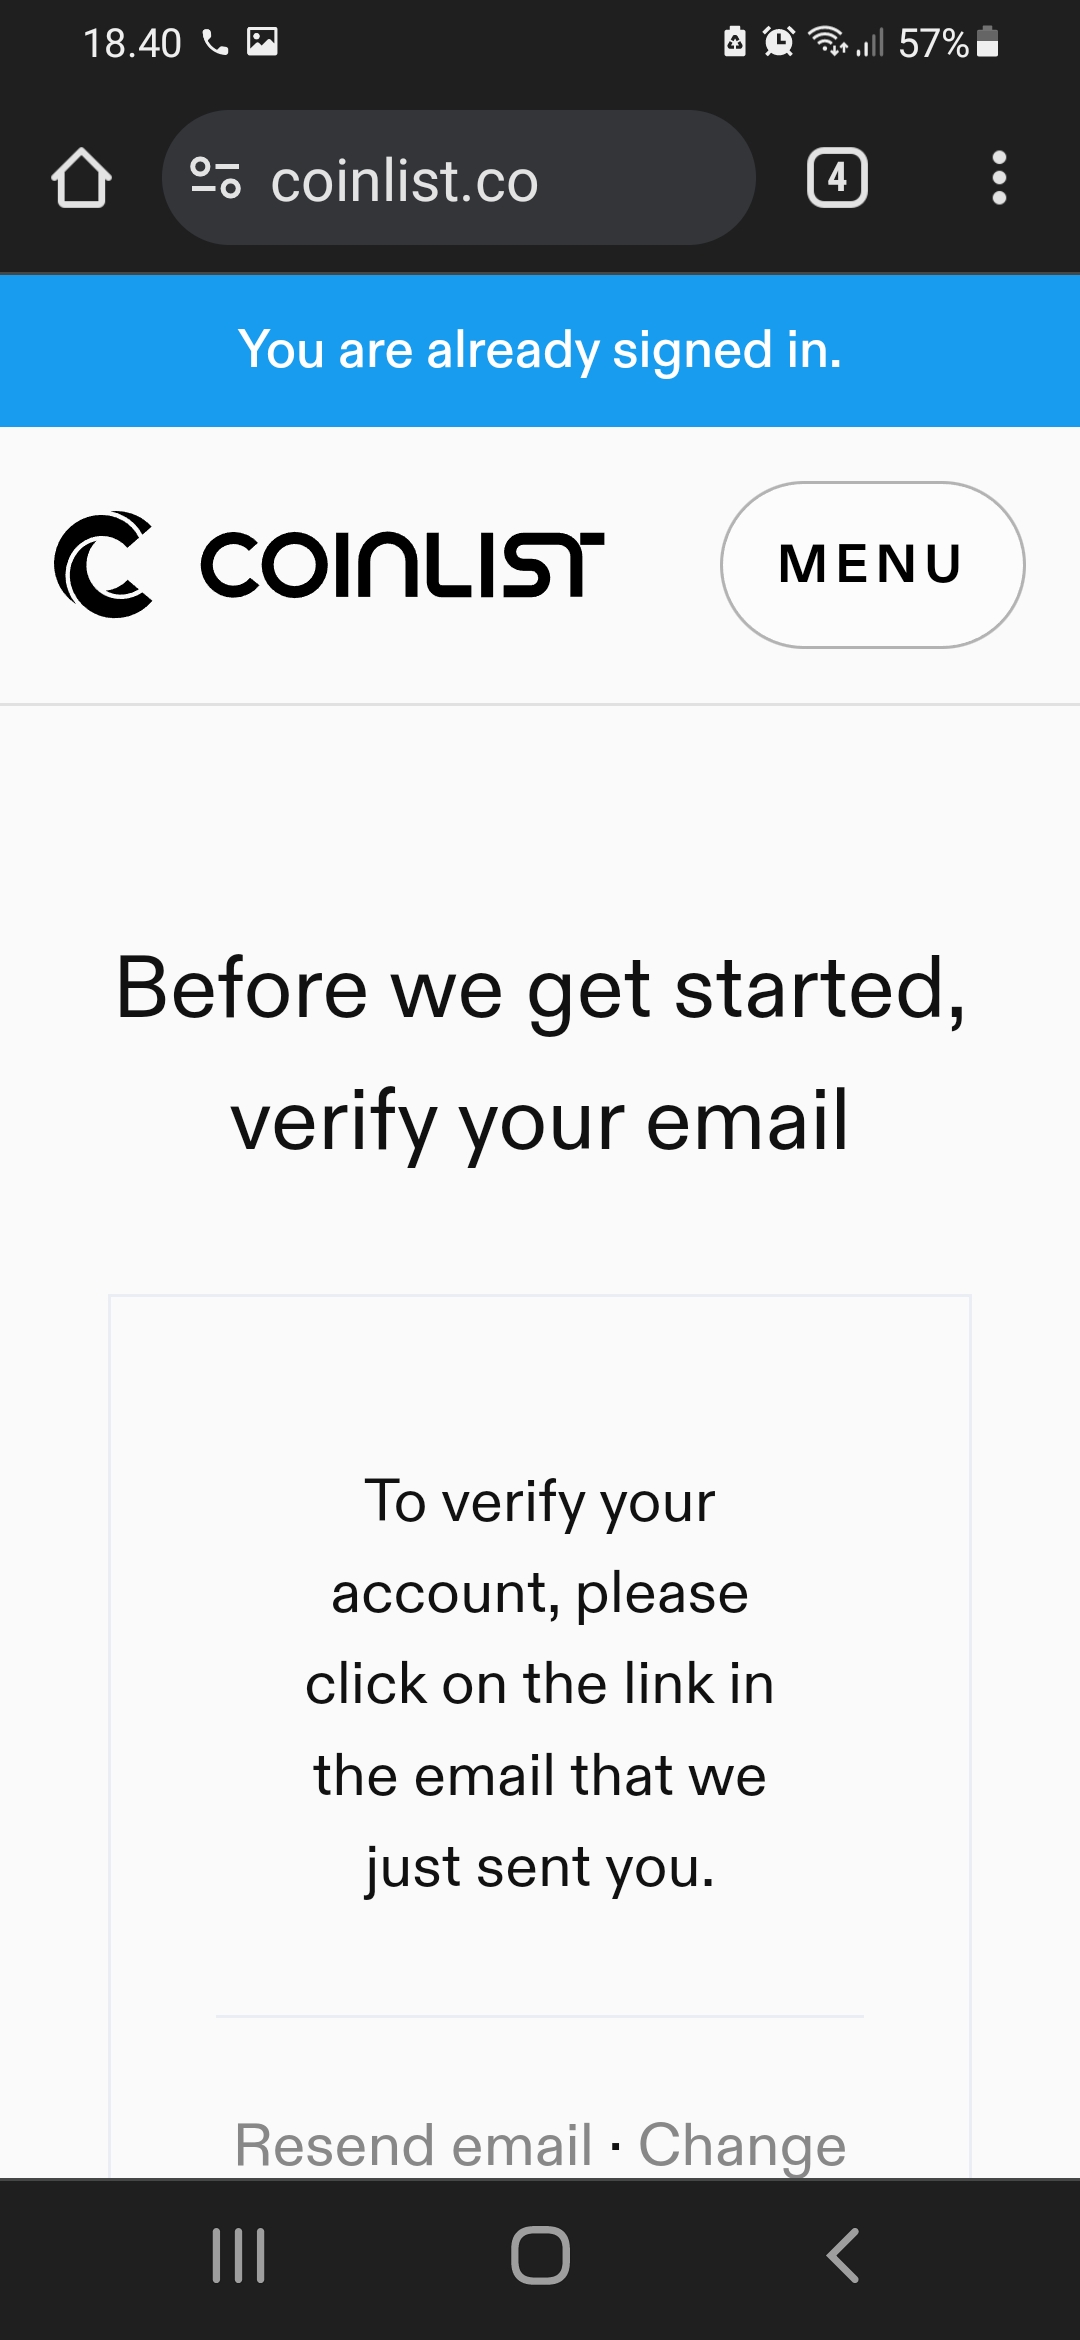 18.40 57%
coinlist.co 4
You are already signed in.
COINLIST MENU
Before we get started,
verify your email
To verify your
account, please
click on the link in
the email that we
just sent you.
Resend email · Change